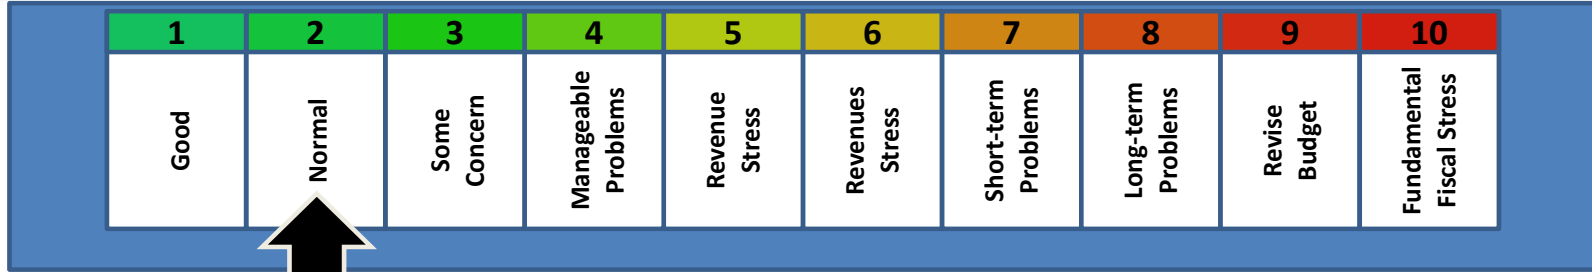 1 2 3 4 5 6 7 8 9 10
Good
Normal
Some
Concern
Manageable
Problems
Revenue
Stress
Revenues
Stress
Short-term
Problems
Long-term
Problems
Revise
Budget
Fundamental
Fiscal Stress